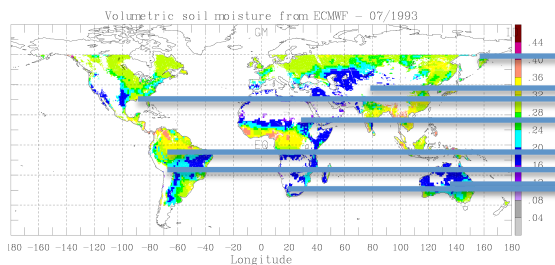 Volumetric soil moisture from ECMWF - 07/1993
GM
EQ
44
40
36
32
28
24
20
16
12
08
04
180 -160 -140 -120 -100 -80 -60 -40 -20 0 20 40 60 80 100 120 140 160 180
Longitude